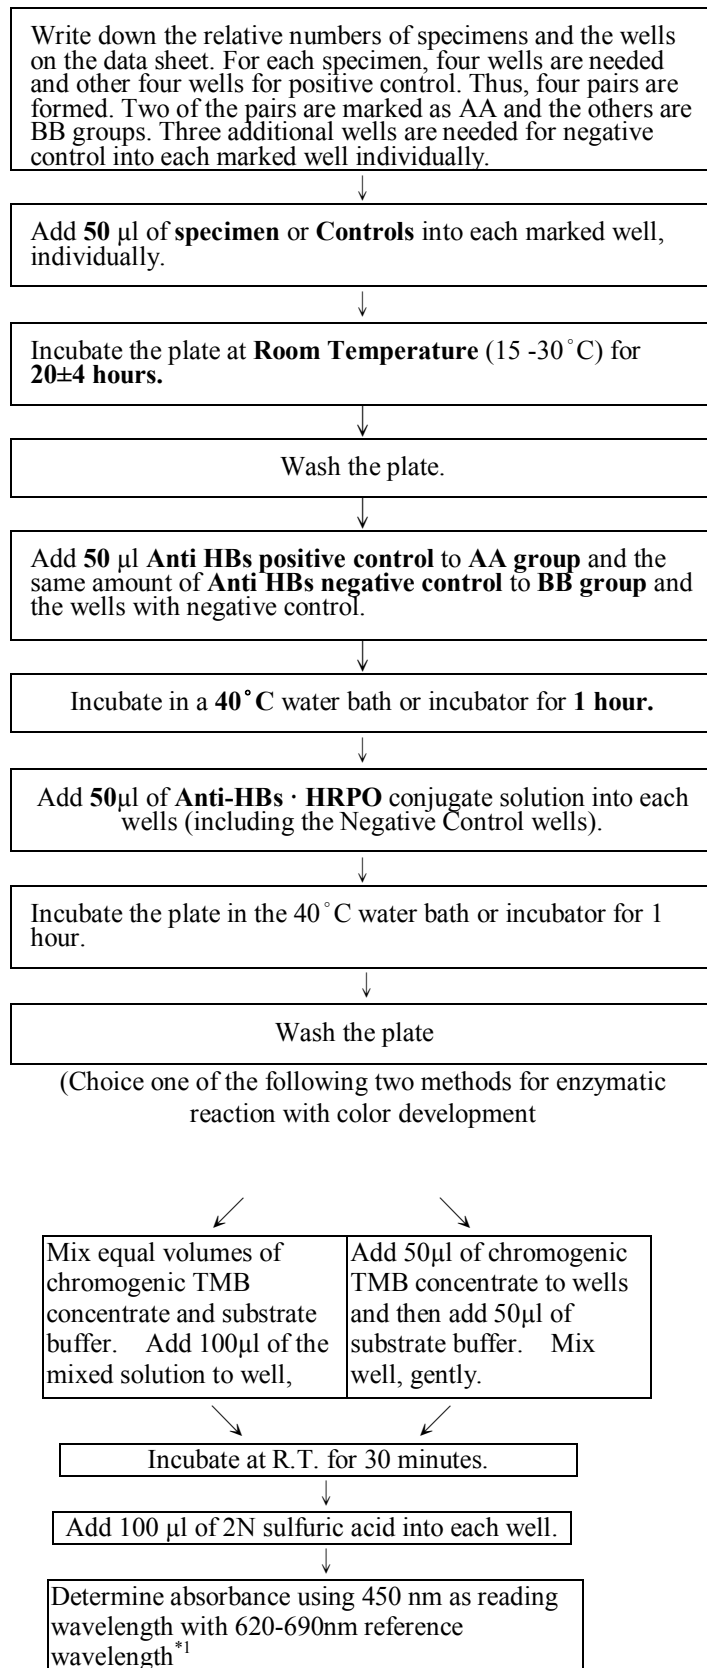 Write down the relative numbers of specimens and the wells
on the data sheet. For each specimen, four wells are needed
and other four wells for positive control. Thus, four pairs are
formed. Two of the pairs are marked as AA and the others are
BB groups. Three additional wells are needed for negative
control into each marked well individually.
Add 50 μl of specimen or Controls into each marked well,
individually.
Incubate the plate at Room Temperature (15 -30°C) for
20±4 hours.
Wash the plate.
Add 50 μl Anti HBs positive control to AA group and the
same amount of Anti HBs negative control to BB group and
the wells with negative control.
Incubate in a 40°C water bath or incubator for 1 hour.
Add 50μl of Anti-HBs · HRPO conjugate solution into each
wells (including the Negative Control wells).
Incubate the plate in the 40°C water bath or incubator for 1
hour.
Wash the plate
(Choice one of the following two methods for enzymatic
reaction with color development
Mix equal volumes of
chromogenic TMB
concentrate and substrate
buffer. Add 100μl of the
mixed solution to well,
Add 50μl of chromogenic
TMB concentrate to wells
and then add 50μl of
substrate buffer. Mix
well, gently.
Incubate at R.T. for 30 minutes.
Add 100 μl of 2N sulfuric acid into each well.
Determine absorbance using 450 nm as reading
wavelength with 620-690nm reference
wavelength*1